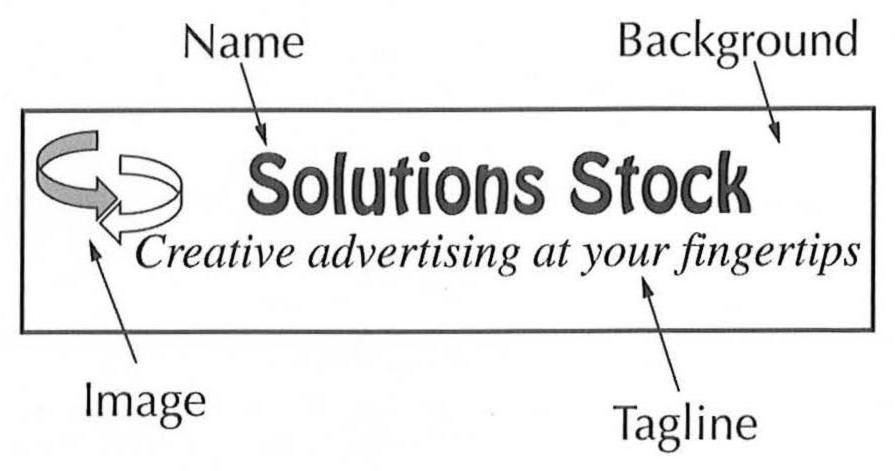 Name
Background
Solutions Stock
Creative advertising at your fingertips
Image
Tagline